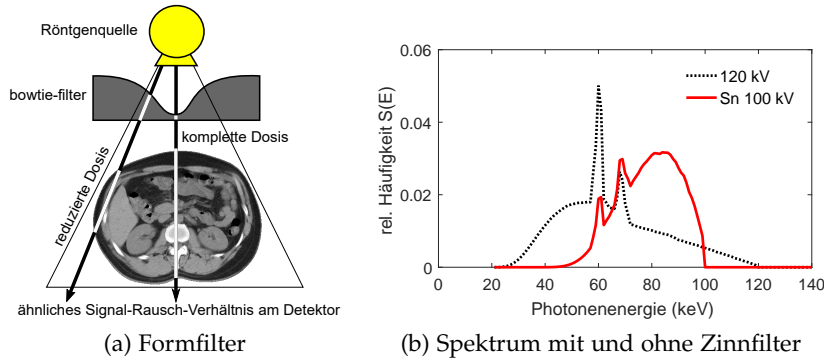 Röntgenquelle
bowtie-filter
komplette Dosis
reduzierte Dosis
ähnliches Signal-Rausch-Verhältnis am Detektor
(a) Formfilter
0.06
0.04
0.02
0
rel. Häufigkeit S(E)
120 kV
Sn 100 kV
0 20 40 60 80 100 120 140
Photonenenergie (keV)
(b) Spektrum mit und ohne Zinnfilter